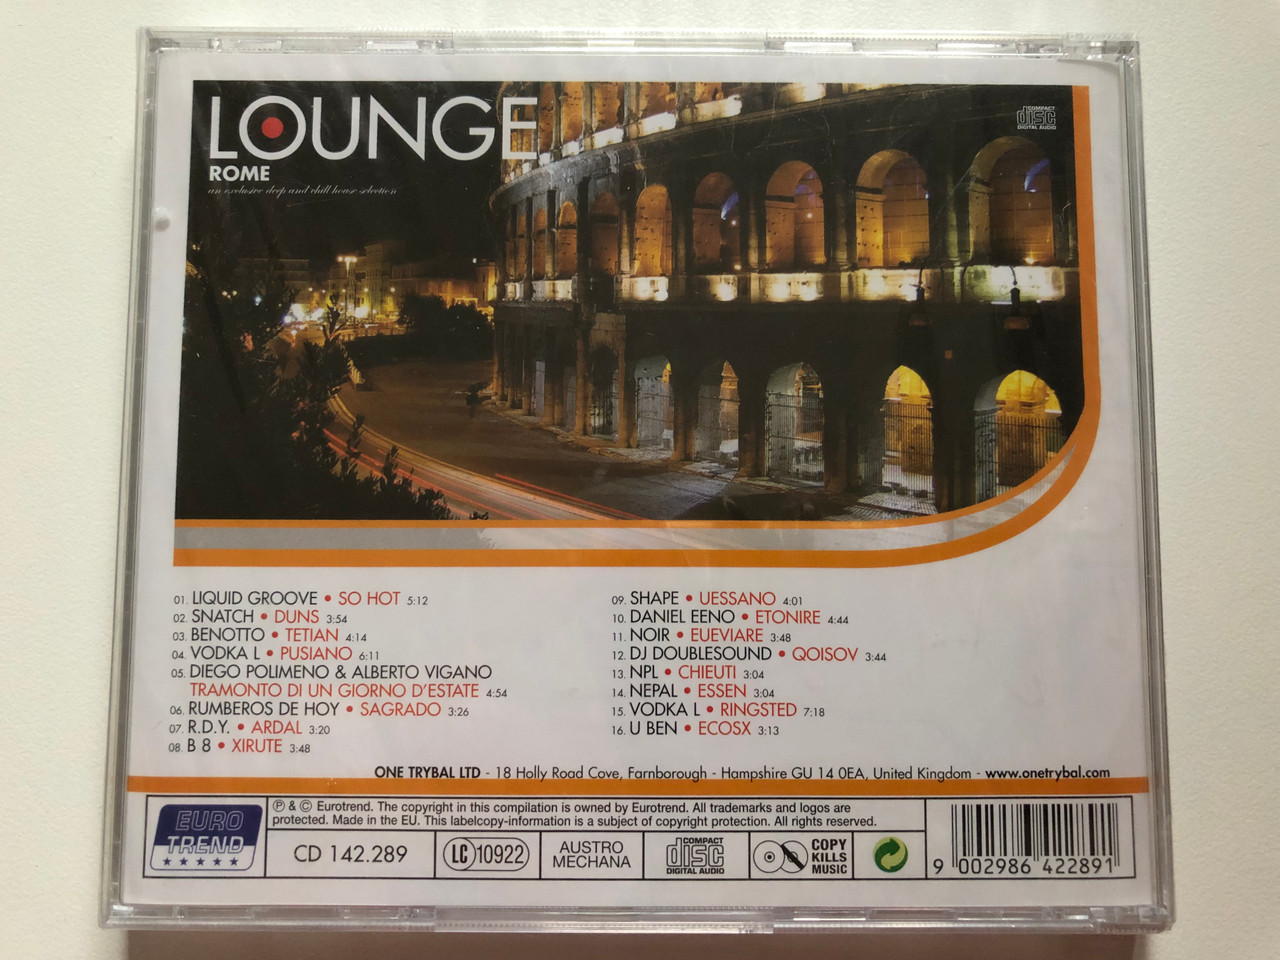 LOUNGE
ROME
an exclusive deep and chill house selection
COMPACT
disc
DIGITAL AUDIO
01. LIQUID GROOVE • SO HOT 5:12
02. SNATCH • DUNS 3:54
03. BENOTTO • TETIAN 4:14
04. VODKA L • PUSIANO 6:11
05. DIEGO POLIMENO & ALBERTO VIGANO
TRAMONTO DI UN GIORNO D'ESTATE 4:54
06. RUMBEROS DE HOY • SAGRADO 3:26
07. R.D.Y. • ARDAL 3:20
08. B 8 • XIRUTE 3:48
09. SHAPE • UESSANO 4:01
10. DANIEL EENO • ETONIRE 4:44
11. NOIR • EUEVIARE 3:48
12. DJ DOUBLESOUND • QOISOV 3:44
13. NPL • CHIEUTI 3:04
14. NEPAL • ESSEN 3:04
15. VODKA L • RINGSTED 7:18
16. U BEN • ECOSX 3:13
ONE TRYBAL LTD - 18 Holly Road Cove, Farnborough - Hampshire GU 14 0EA, United Kingdom - www.onetrybal.com
EURO
TREND
℗ & © Eurotrend. The copyright in this compilation is owned by Eurotrend. All trademarks and logos are
protected. Made in the EU. This labelcopy-information is a subject of copyright protection. All rights reserved.
CD 142.289
LC 10922
AUSTRO
MECHANA
COMPACT
disc
DIGITAL AUDIO
COPY
KILLS
MUSIC
9 002986 422891